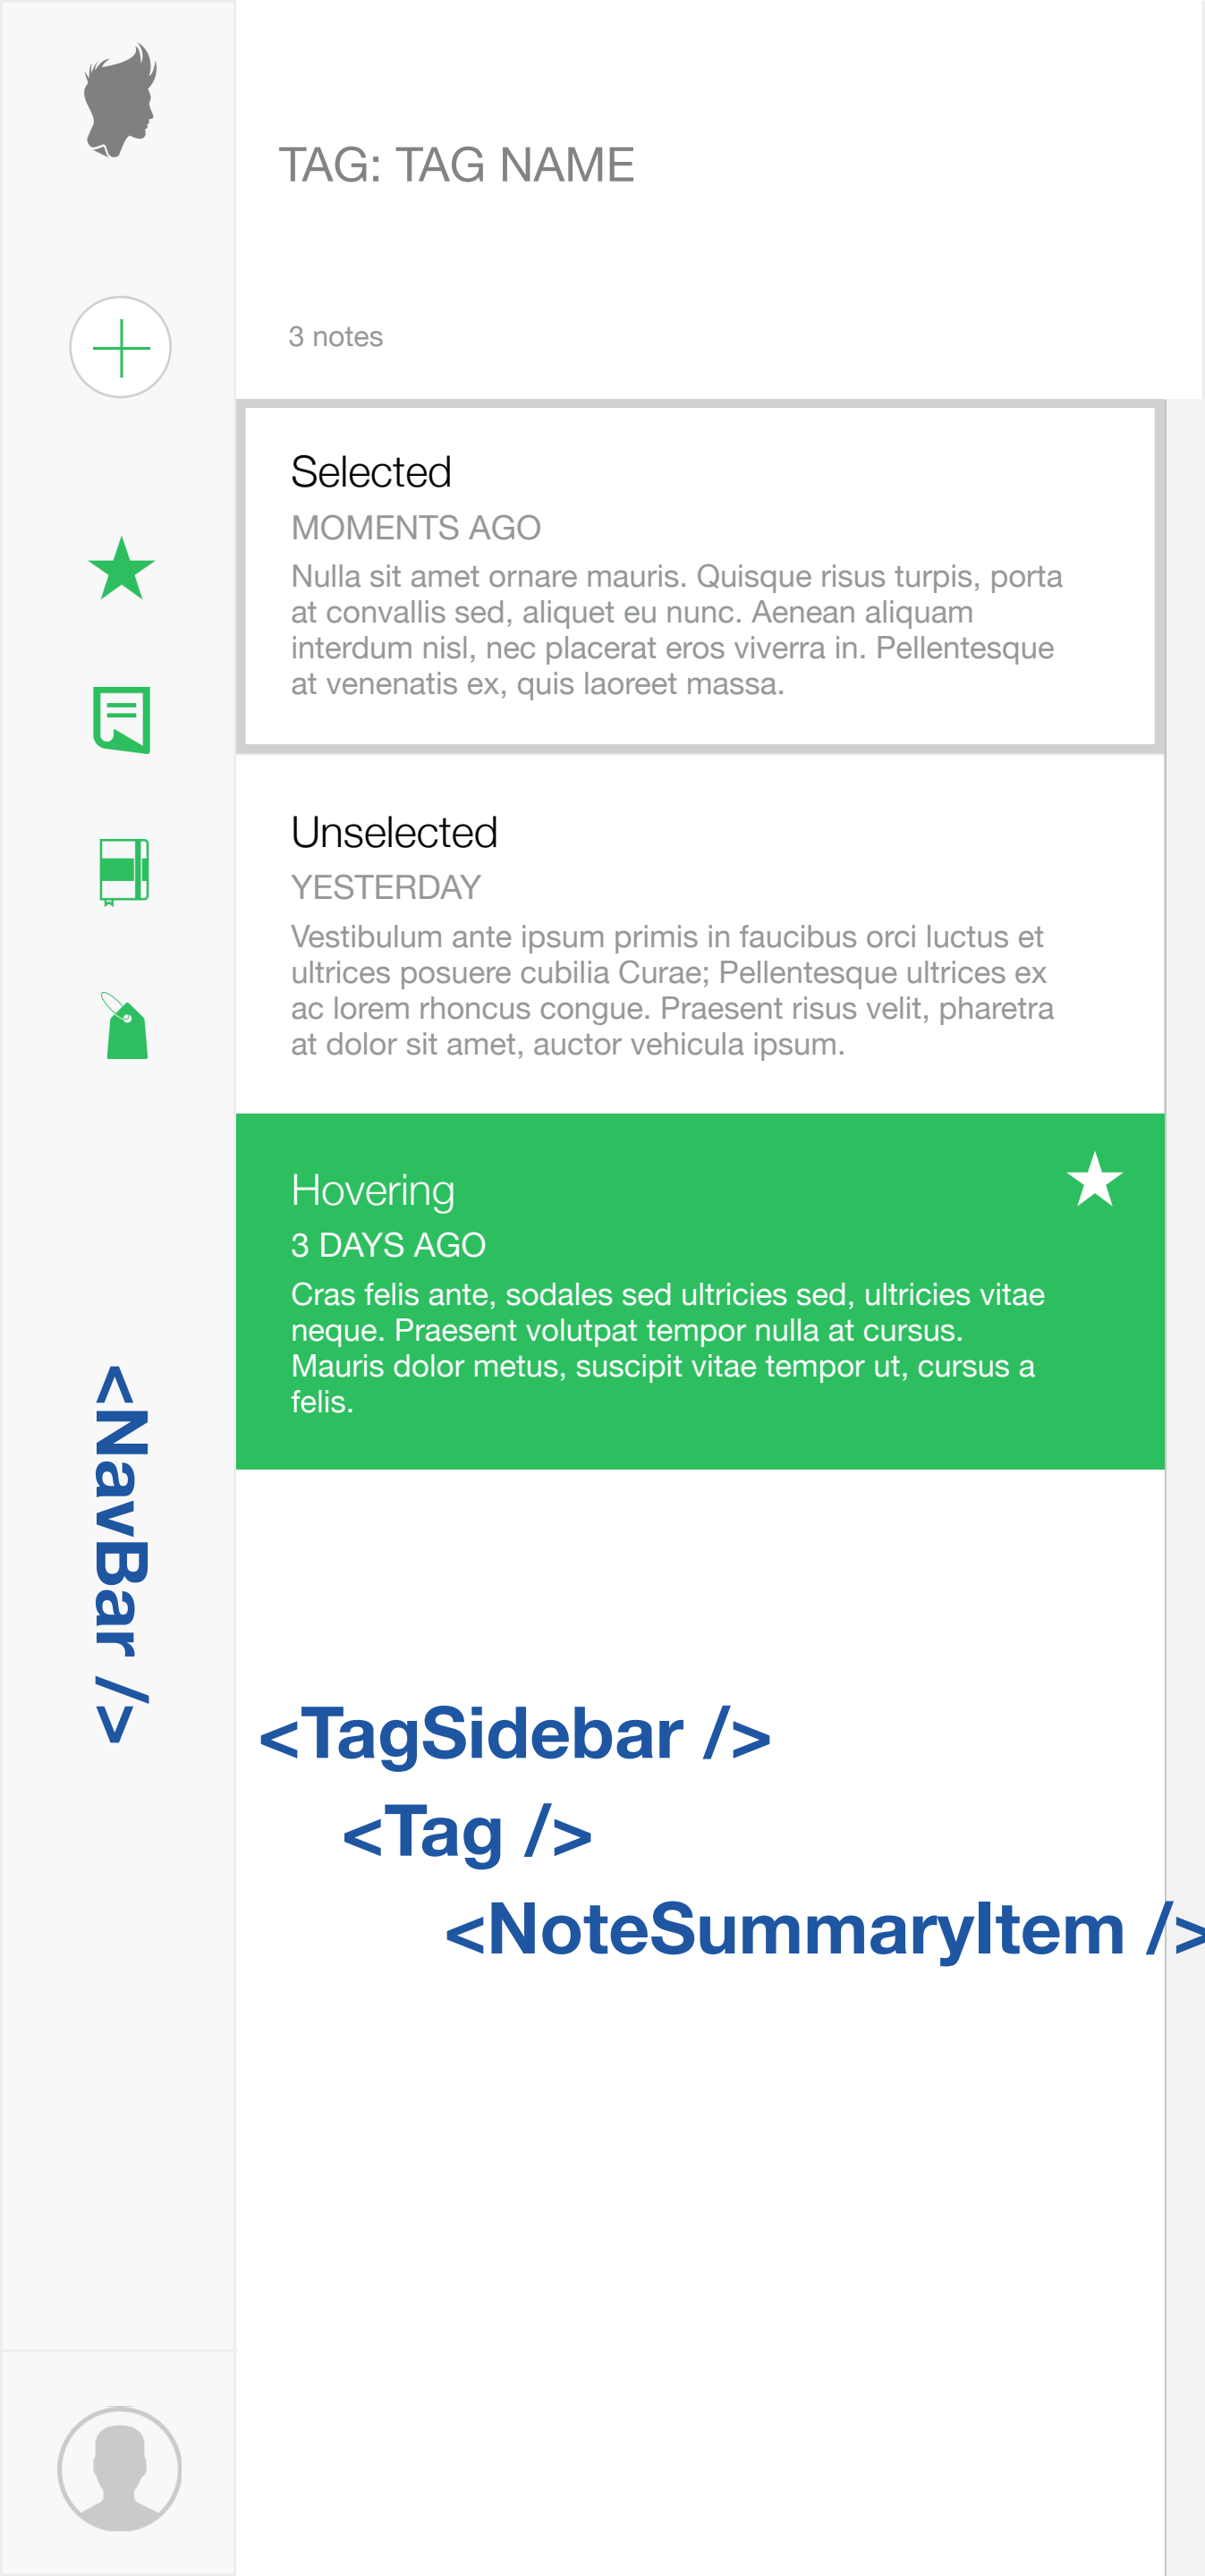 TAG: TAG NAME
3 notes
Selected
MOMENTS AGO
Nulla sit amet ornare mauris. Quisque risus turpis, porta
at convallis sed, aliquet eu nunc. Aenean aliquam
interdum nisl, nec placerat eros viverra in. Pellentesque
at venenatis ex, quis laoreet massa.
Unselected
YESTERDAY
Vestibulum ante ipsum primis in faucibus orci luctus et
ultrices posuere cubilia Curae; Pellentesque ultrices ex
ac lorem rhoncus congue. Praesent risus velit, pharetra
at dolor sit amet, auctor vehicula ipsum.
Hovering
3 DAYS AGO
Cras felis ante, sodales sed ultricies sed, ultricies vitae
neque. Praesent volutpat tempor nulla at cursus.
Mauris dolor metus, suscipit vitae tempor ut, cursus a
felis.
<NavBar />
<TagSidebar />
<Tag />
<NoteSummaryItem />